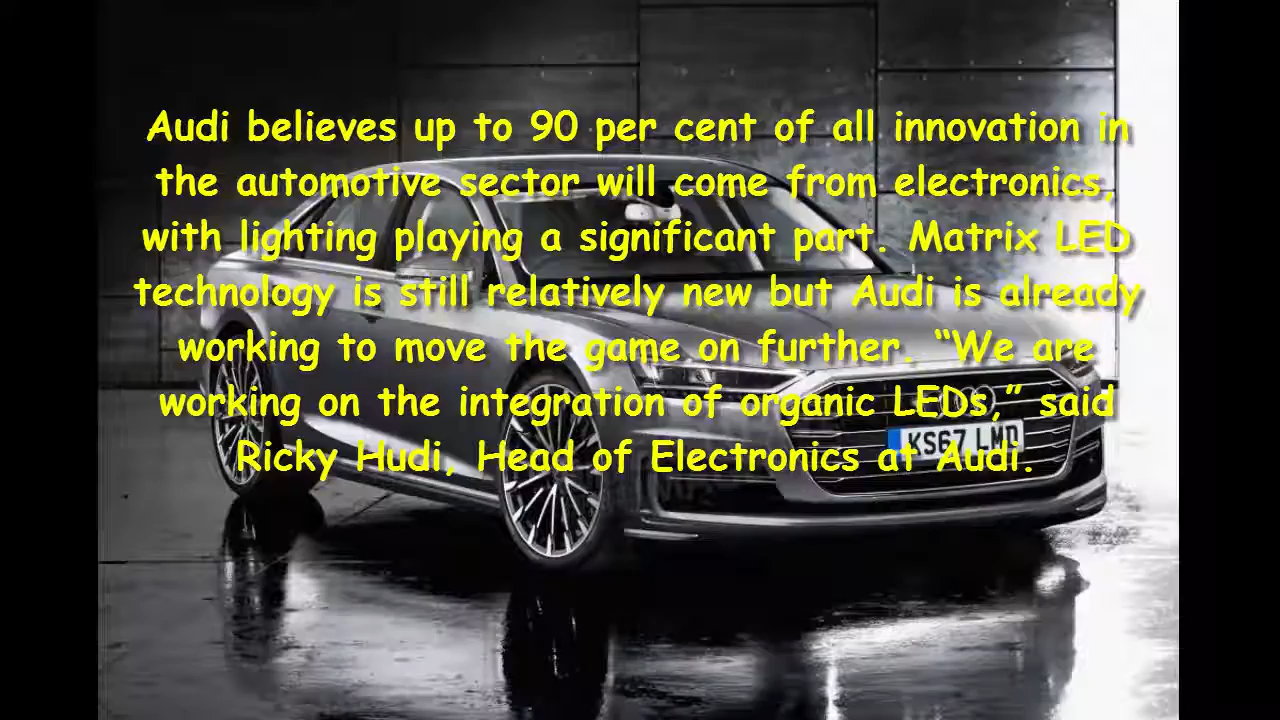 Audi believes up to 90 per cent of all innovation in
the automotive sector will come from electronics,
with lighting playing a significant part. Matrix LED
technology is still relatively new but Audi is already
working to move the game on further. “We are
working on the integration of organic LEDs,” said
Ricky Hudi, Head of Electronics at Audi.
KS67 LMD